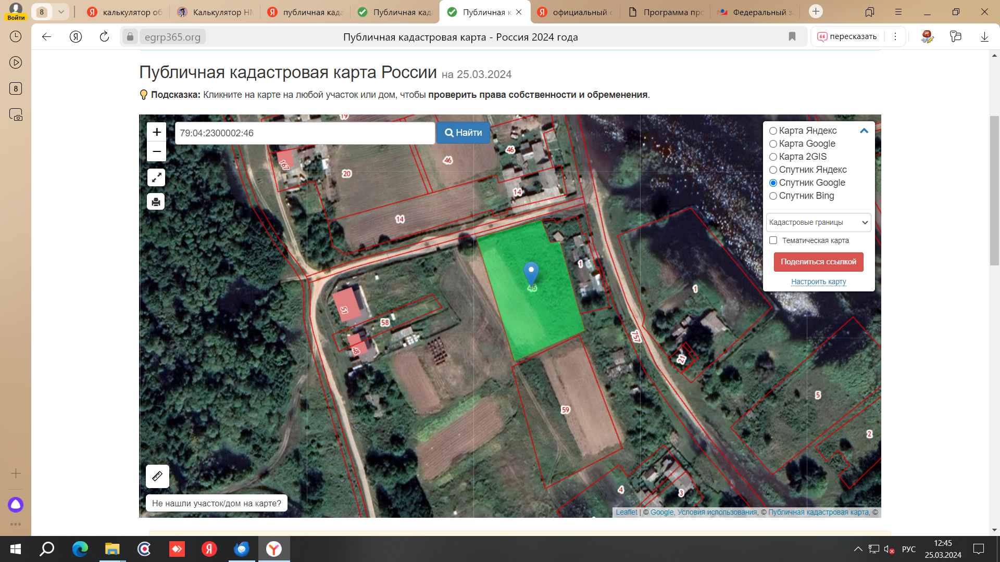 Войти
8
калькулятор об
Калькулятор НМ
публичная када
Публичная када
Публичная к
официальный с
Программа про
Федеральный з
egrp365.org
Публичная кадастровая карта - Россия 2024 года
пересказать
8
Публичная кадастровая карта России на 25.03.2024
Подсказка: Кликните на карте на любой участок или дом, чтобы проверить права собственности и обременения.
79:04:2300002:46
Найти
+
−
Карта Яндекс
Карта Google
Карта 2GIS
Спутник Яндекс
Спутник Google
Спутник Bing
Кадастровые границы
Тематическая карта
Поделиться ссылкой
Настроить карту
19
167
20
46
46
14
14
1
46
1
51
58
48
757
21
59
5
2
4
3
Не нашли участок/дом на карте?
Leaflet | © Google, Условия использования, © Публичная кадастровая карта, ©
РУС
12:45
25.03.2024